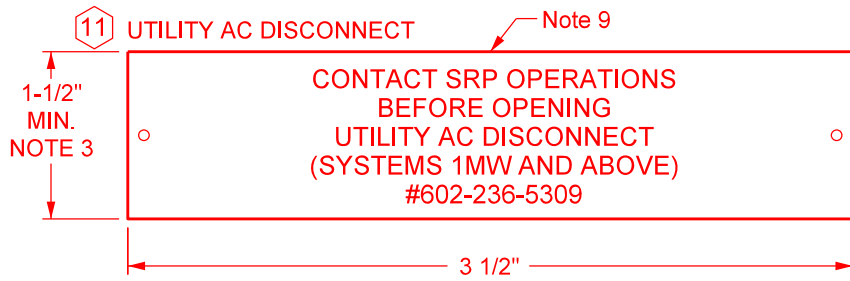 11 UTILITY AC DISCONNECT
Note 9
1-1/2"
MIN.
NOTE 3
CONTACT SRP OPERATIONS
BEFORE OPENING
UTILITY AC DISCONNECT
(SYSTEMS 1MW AND ABOVE)
#602-236-5309
3 1/2"